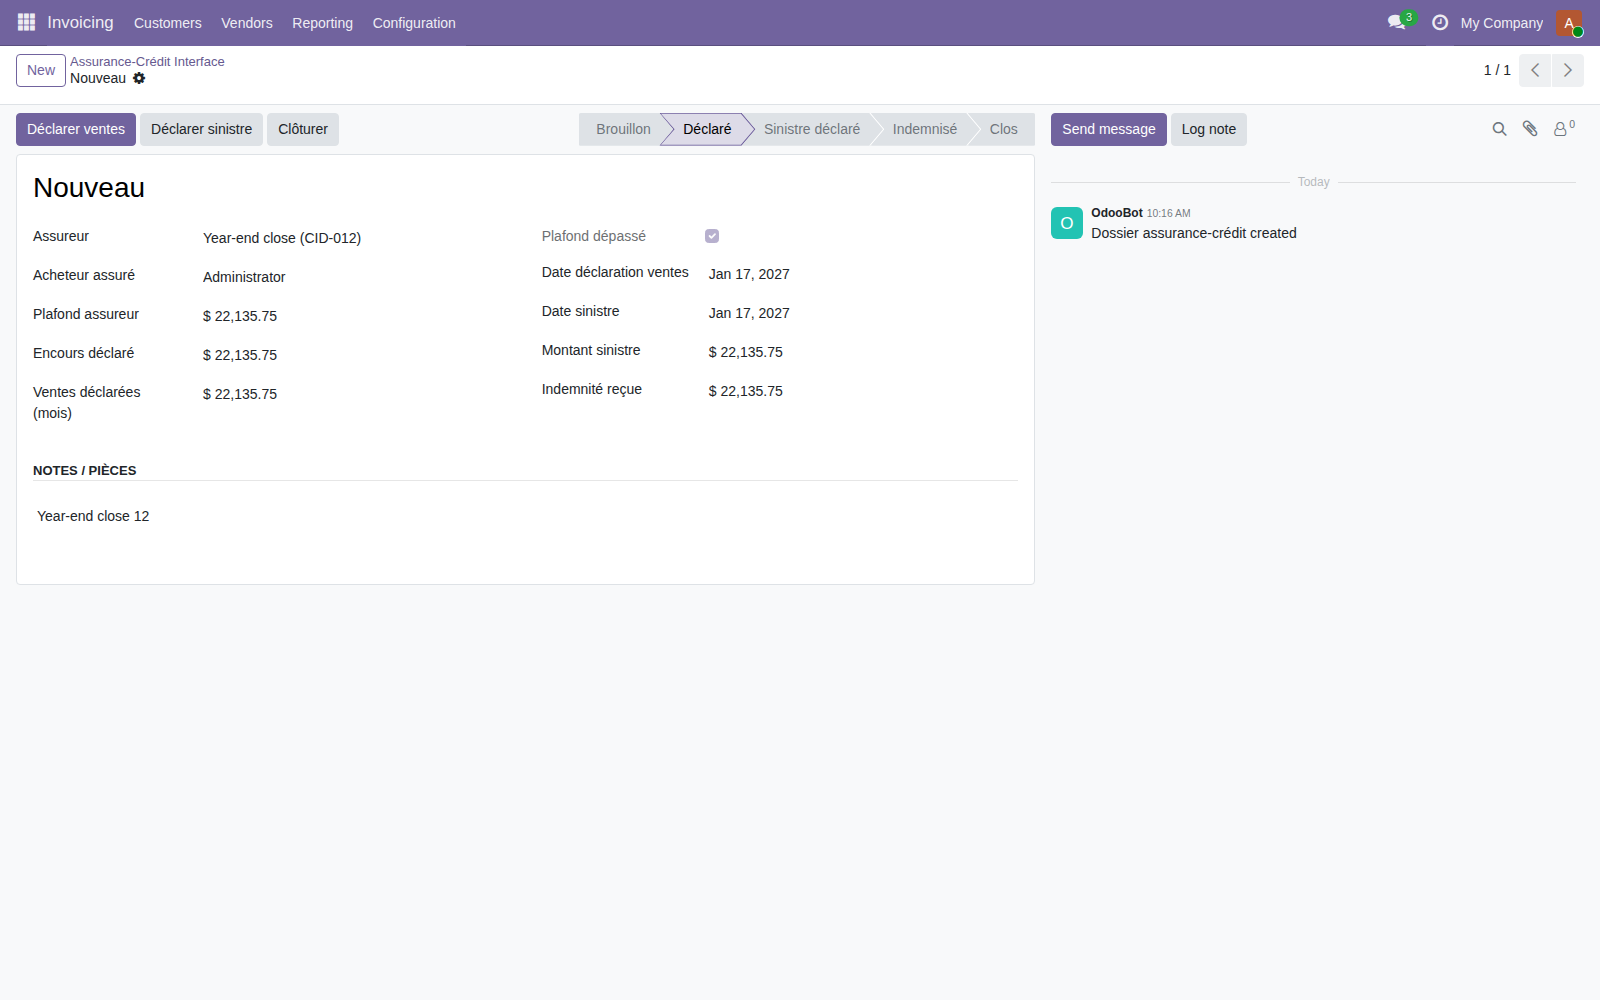 Invoicing Customers Vendors Reporting Configuration 3 My Company A
New Assurance-Crédit Interface
Nouveau
1 / 1
Déclarer ventes Déclarer sinistre Clôturer Brouillon Déclaré Sinistre déclaré Indemnisé Clos Send message Log note 0
Nouveau
Assureur Year-end close (CID-012)
Acheteur assuré Administrator
Plafond assureur $ 22,135.75
Encours déclaré $ 22,135.75
Ventes déclarées (mois) $ 22,135.75
Plafond dépassé
Date déclaration ventes Jan 17, 2027
Date sinistre Jan 17, 2027
Montant sinistre $ 22,135.75
Indemnité reçue $ 22,135.75
NOTES / PIÈCES
Year-end close 12
Today
O OdooBot 10:16 AM
Dossier assurance-crédit created